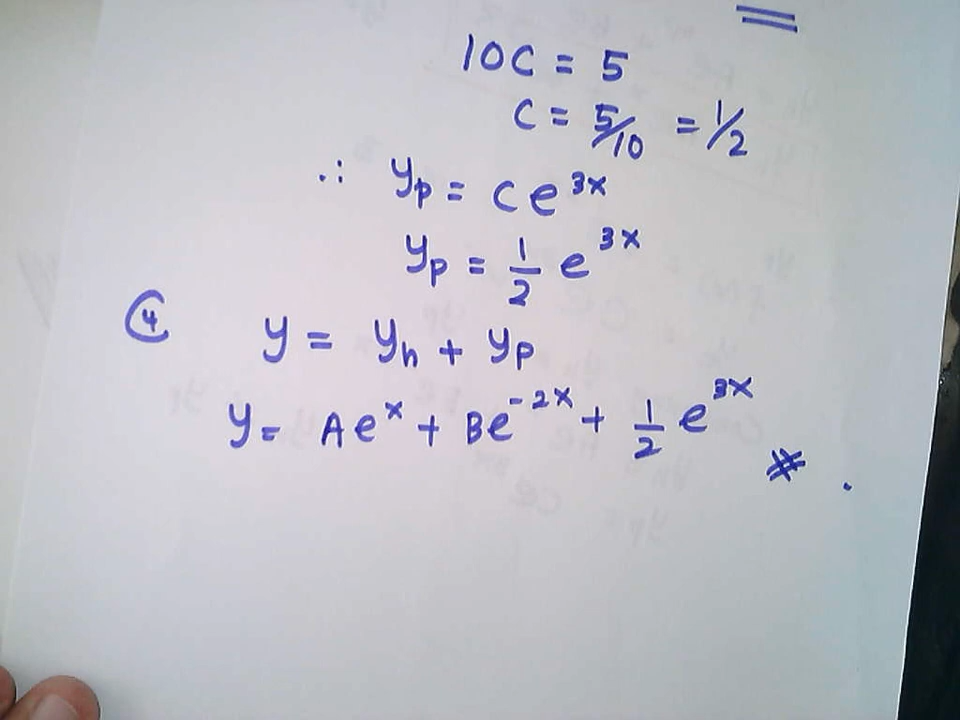 10C = 5
C = 5/10 = 1/2
∴ yp = Ce^3x
yp = 1/2 e^3x
④ y = yh + yp
y = Ae^x + Be^-2x + 1/2 e^3x